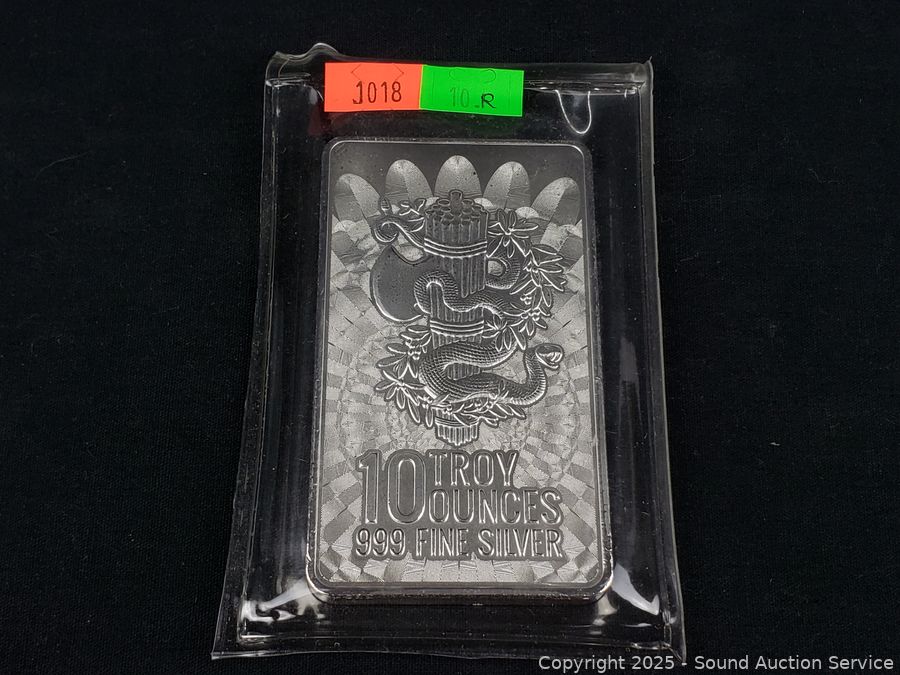 1018
10 R
10 TROY
OUNCES
999 FINE SILVER
Copyright 2025 - Sound Auction Service